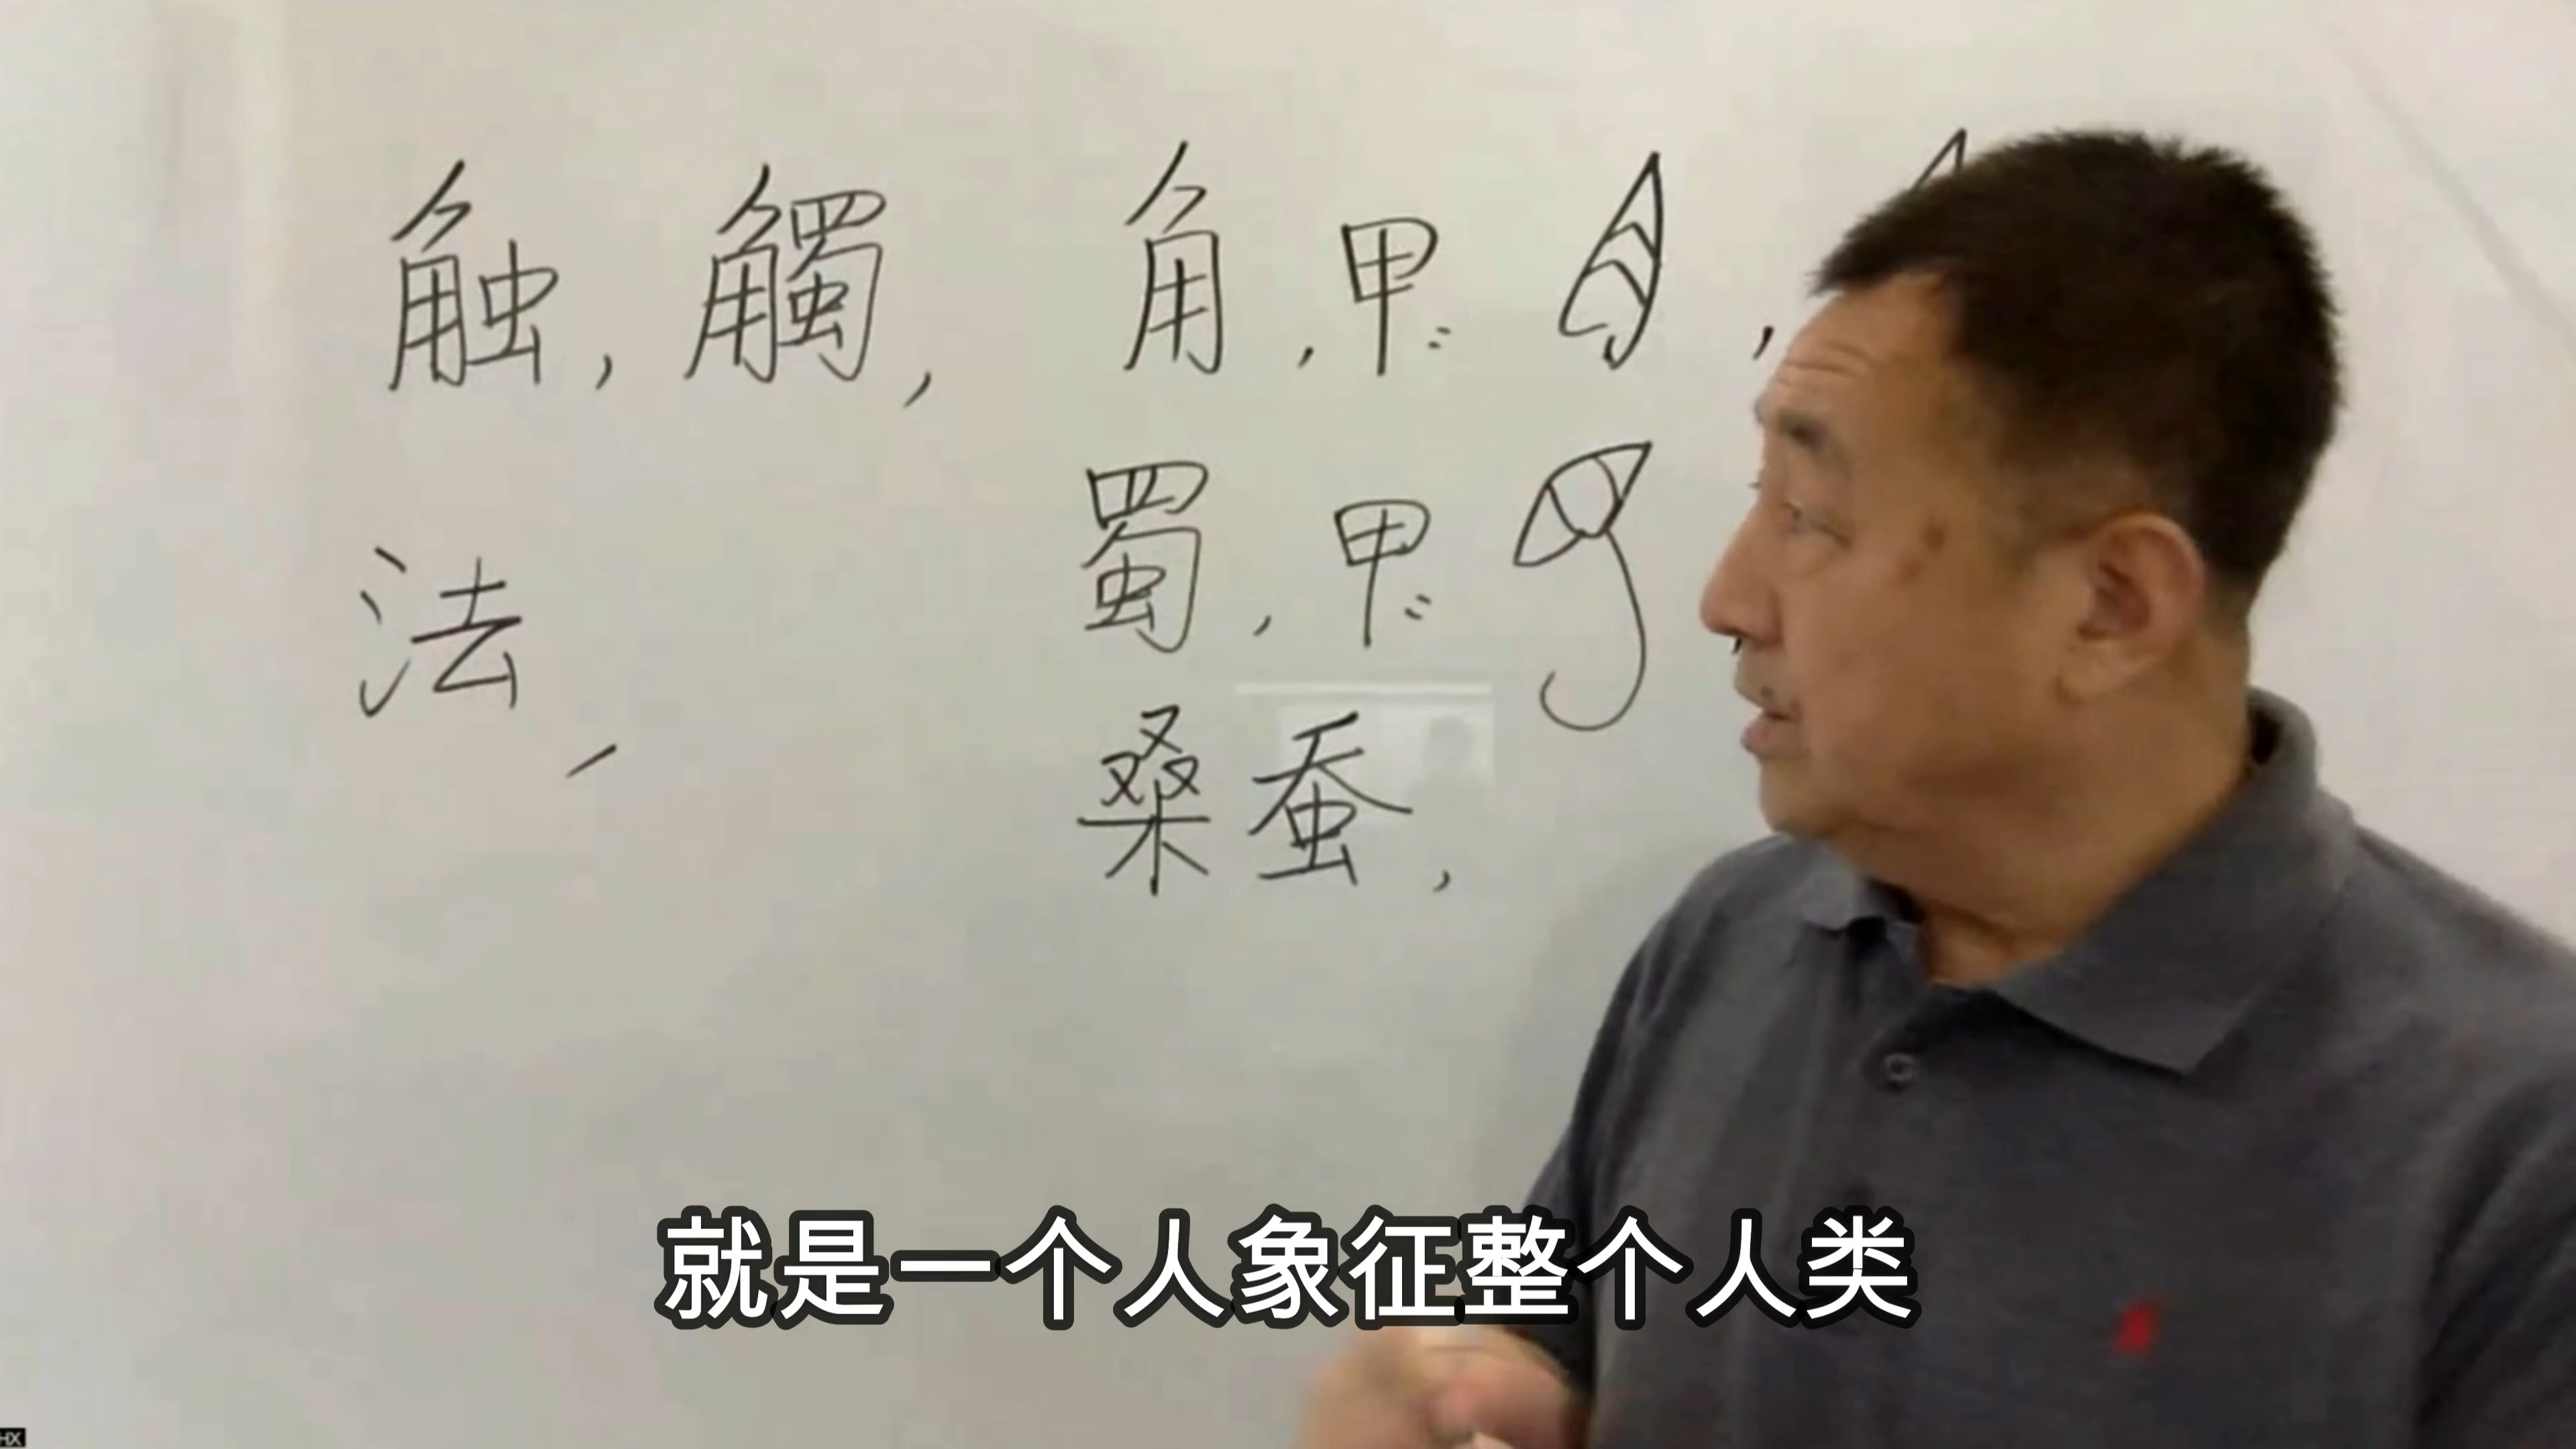 触，觸，角，甲：
蜀，甲：
法，
桑蚕，
就是一个人象征整个人类
HX